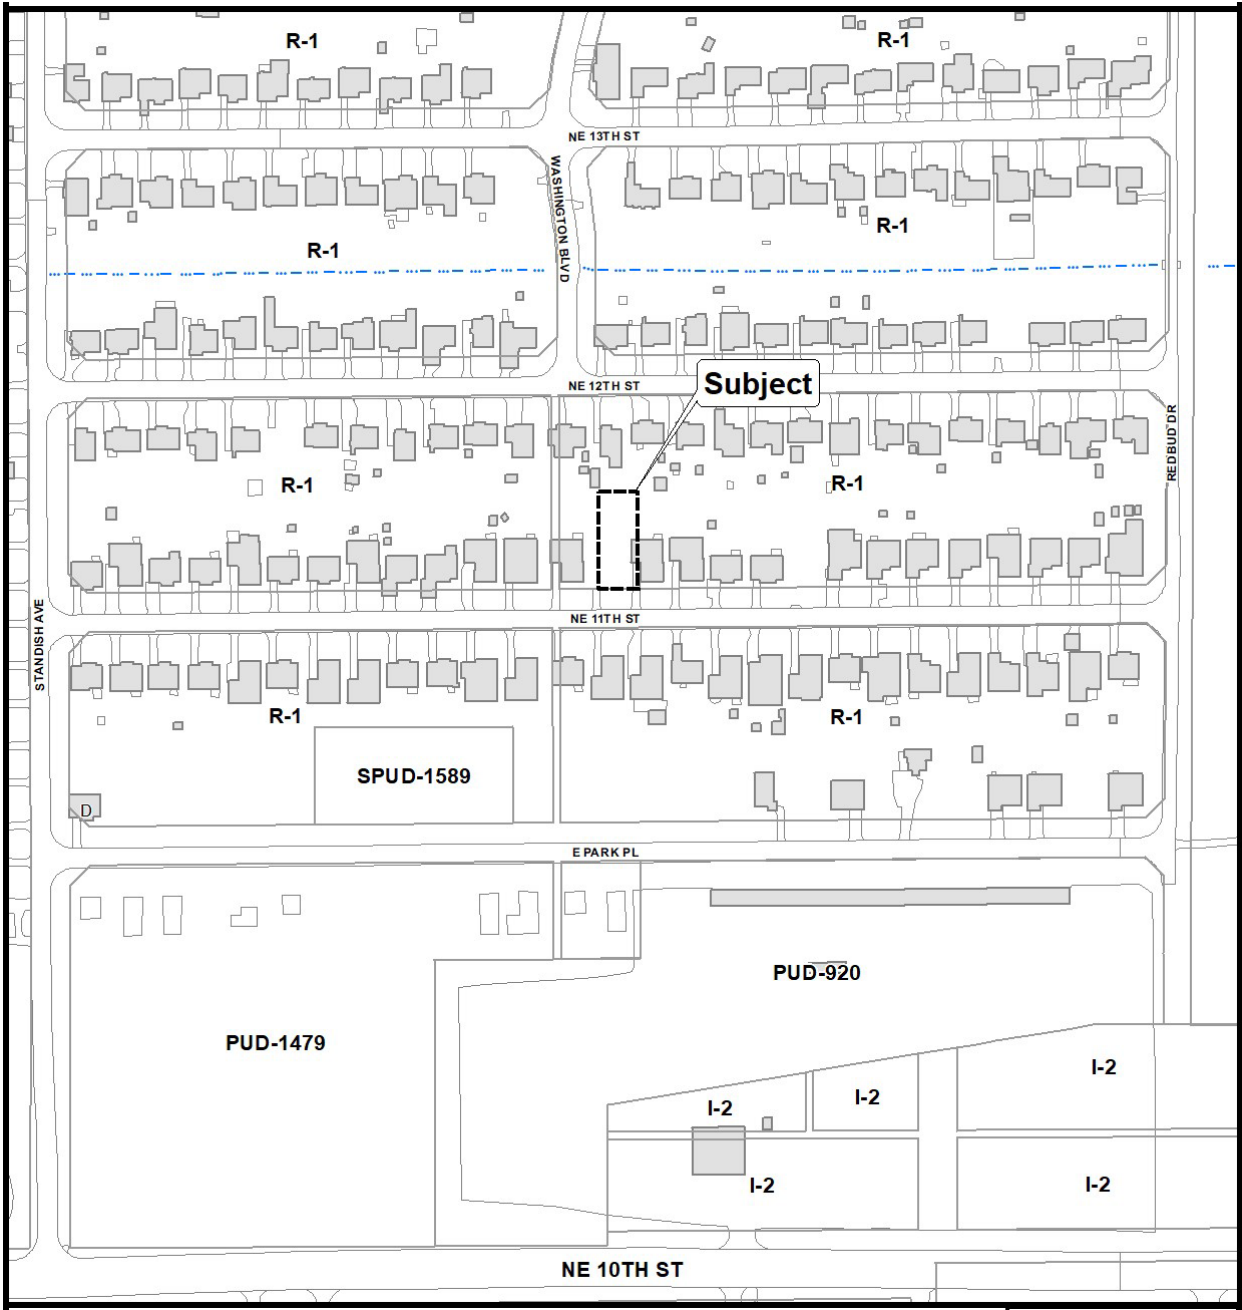 R-1
R-1
NE 13TH ST
WASHINGTON BLVD
R-1
R-1
NE 12TH ST
Subject
REDBUD DR
R-1
R-1
STANDISH AVE
NE 11TH ST
R-1
R-1
SPUD-1589
D
E PARK PL
PUD-920
PUD-1479
I-2
I-2
I-2
I-2
I-2
NE 10TH ST